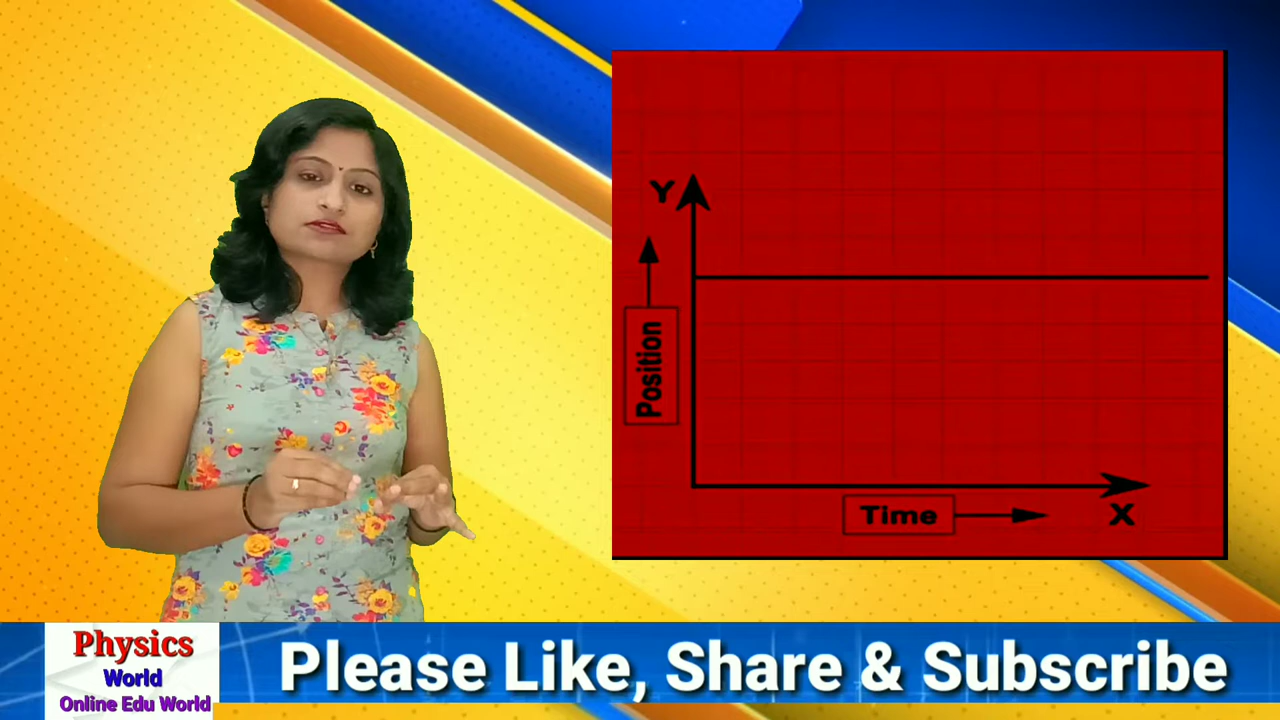 Y
Position
Time
X
Physics
World
Online Edu World
Please Like, Share & Subscribe